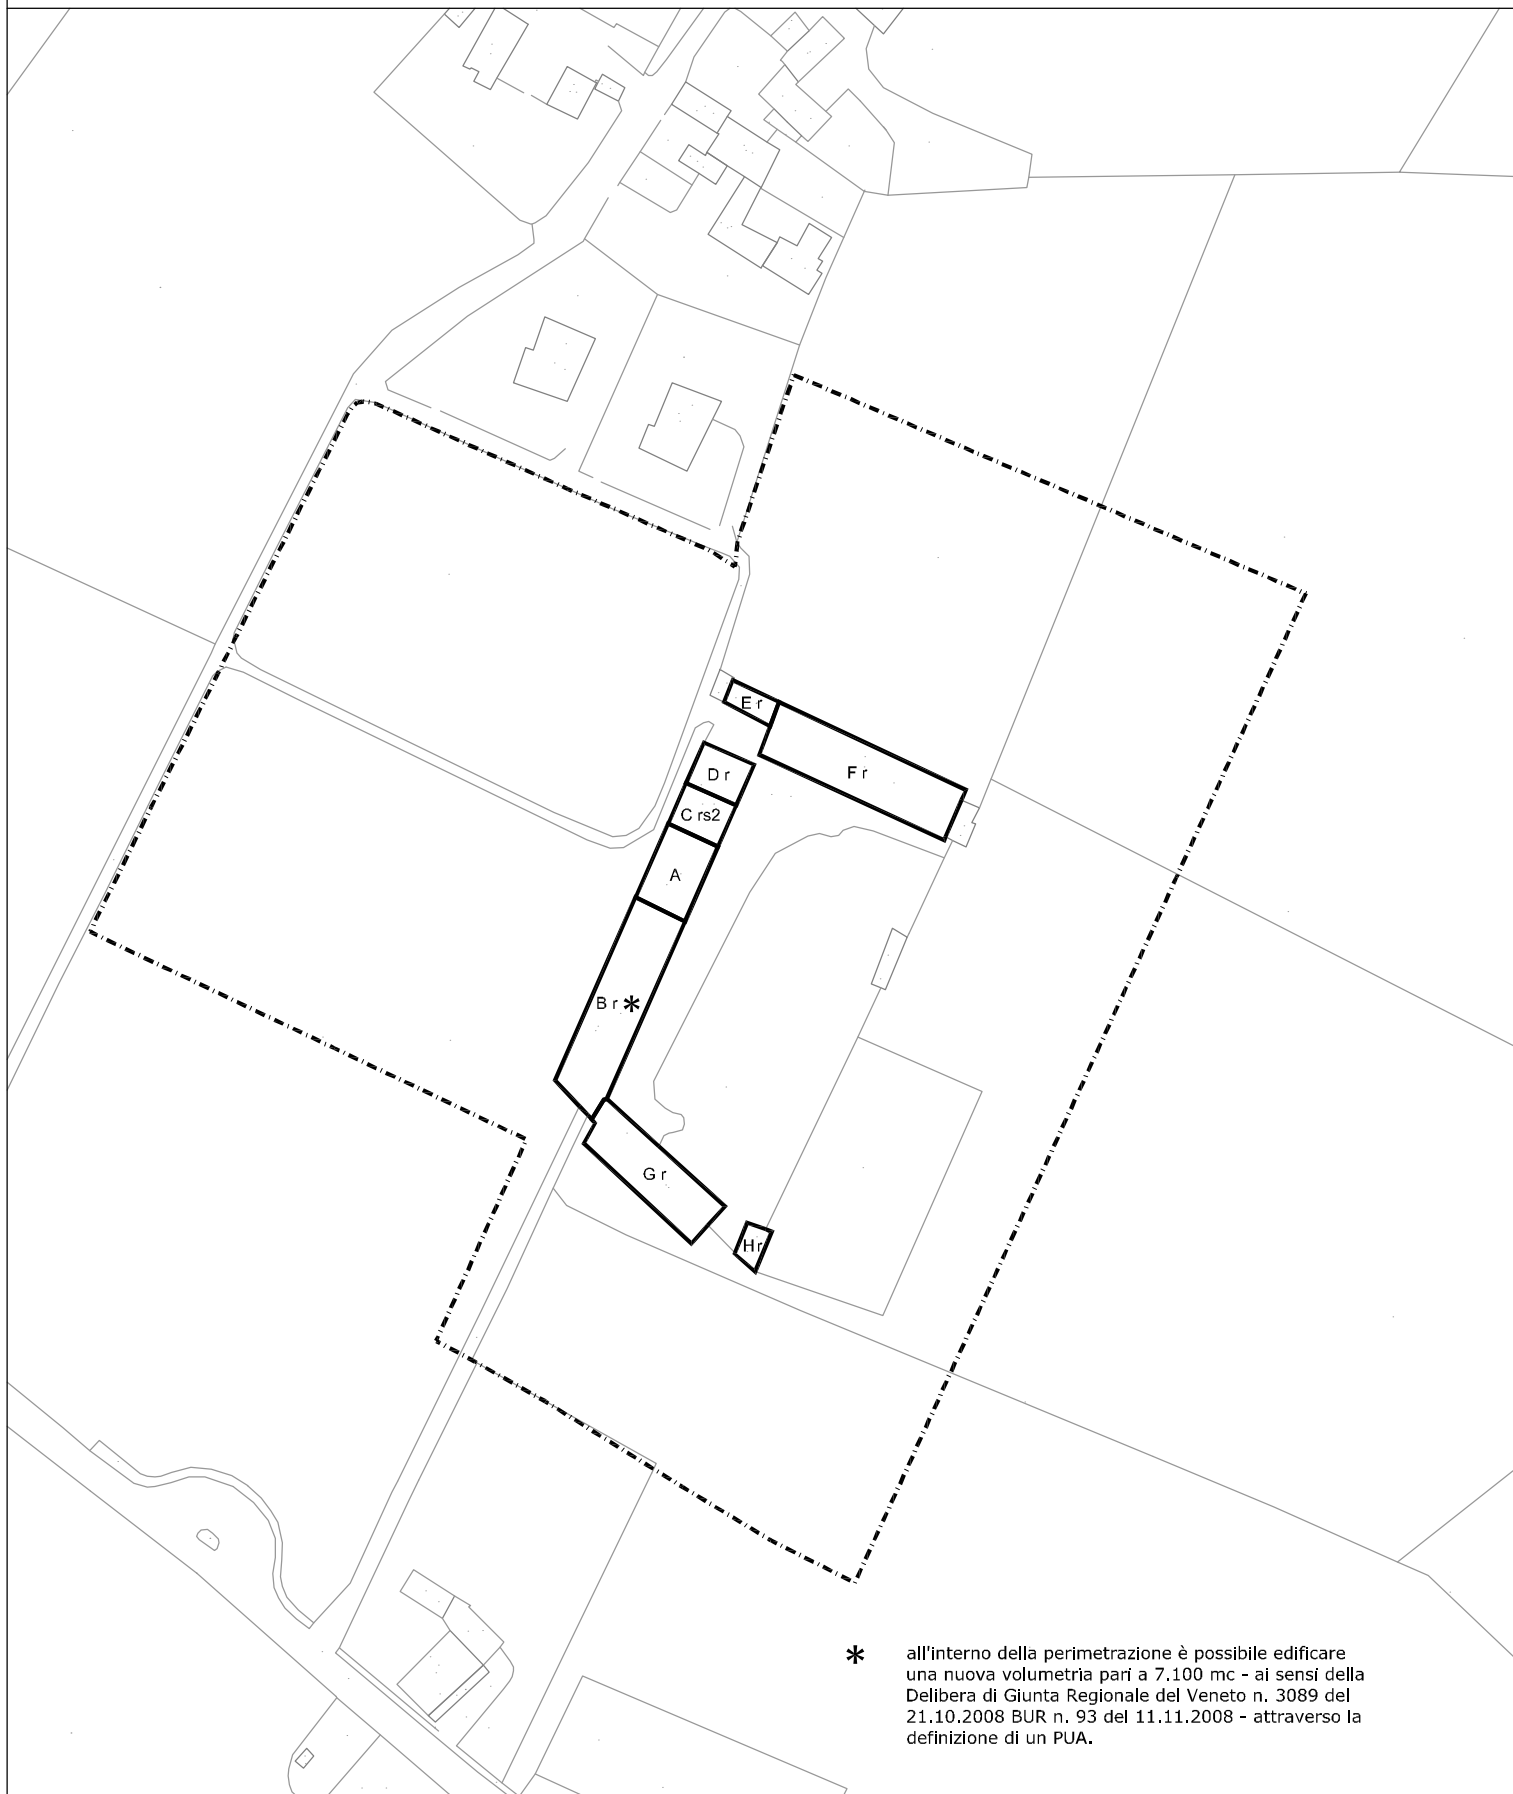 E r
F r
D r
C rs2
A
B r *
G r
H r
* all'interno della perimetrazione è possibile edificare
una nuova volumetria pari a 7.100 mc - ai sensi della
Delibera di Giunta Regionale del Veneto n. 3089 del
21.10.2008 BUR n. 93 del 11.11.2008 - attraverso la
definizione di un PUA.